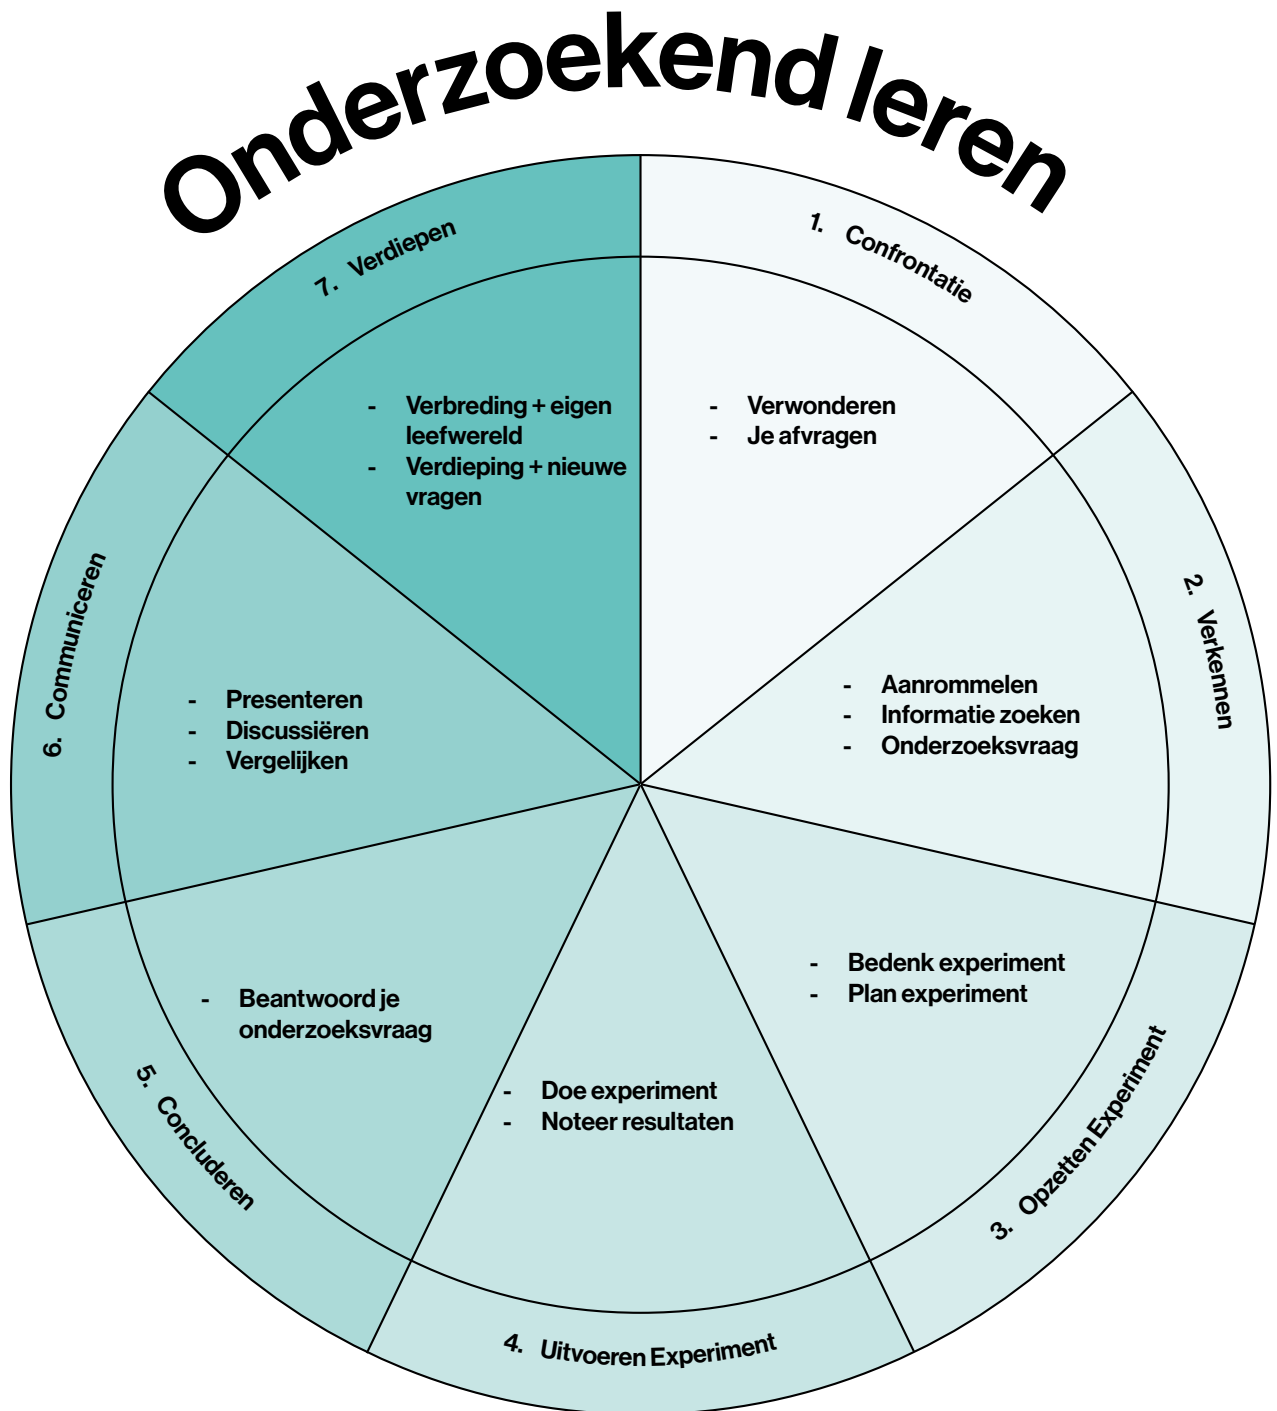 Onderzoekend leren
1. Confrontatie
- Verwonderen
- Je afvragen
2. Verkennen
- Aanrommelen
- Informatie zoeken
- Onderzoeksvraag
3. Opzetten Experiment
- Bedenk experiment
- Plan experiment
4. Uitvoeren Experiment
- Doe experiment
- Noteer resultaten
5. Concluderen
- Beantwoord je
onderzoeksvraag
6. Communiceren
- Presenteren
- Discussiëren
- Vergelijken
7. Verdiepen
- Verbreding + eigen
leefwereld
- Verdieping + nieuwe
vragen